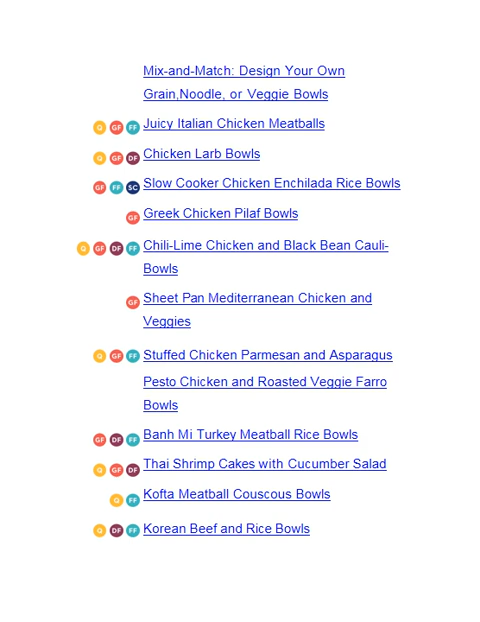 Mix-and-Match: Design Your Own
Grain,Noodle, or Veggie Bowls
Q GF FF Juicy Italian Chicken Meatballs
Q GF DF Chicken Larb Bowls
GF FF SC Slow Cooker Chicken Enchilada Rice Bowls
GF Greek Chicken Pilaf Bowls
Q GF DF FF Chili-Lime Chicken and Black Bean Cauli-
Bowls
GF Sheet Pan Mediterranean Chicken and
Veggies
Q GF FF Stuffed Chicken Parmesan and Asparagus
Pesto Chicken and Roasted Veggie Farro
Bowls
GF DF FF Banh Mi Turkey Meatball Rice Bowls
Q GF DF Thai Shrimp Cakes with Cucumber Salad
Q FF Kofta Meatball Couscous Bowls
Q DF FF Korean Beef and Rice Bowls